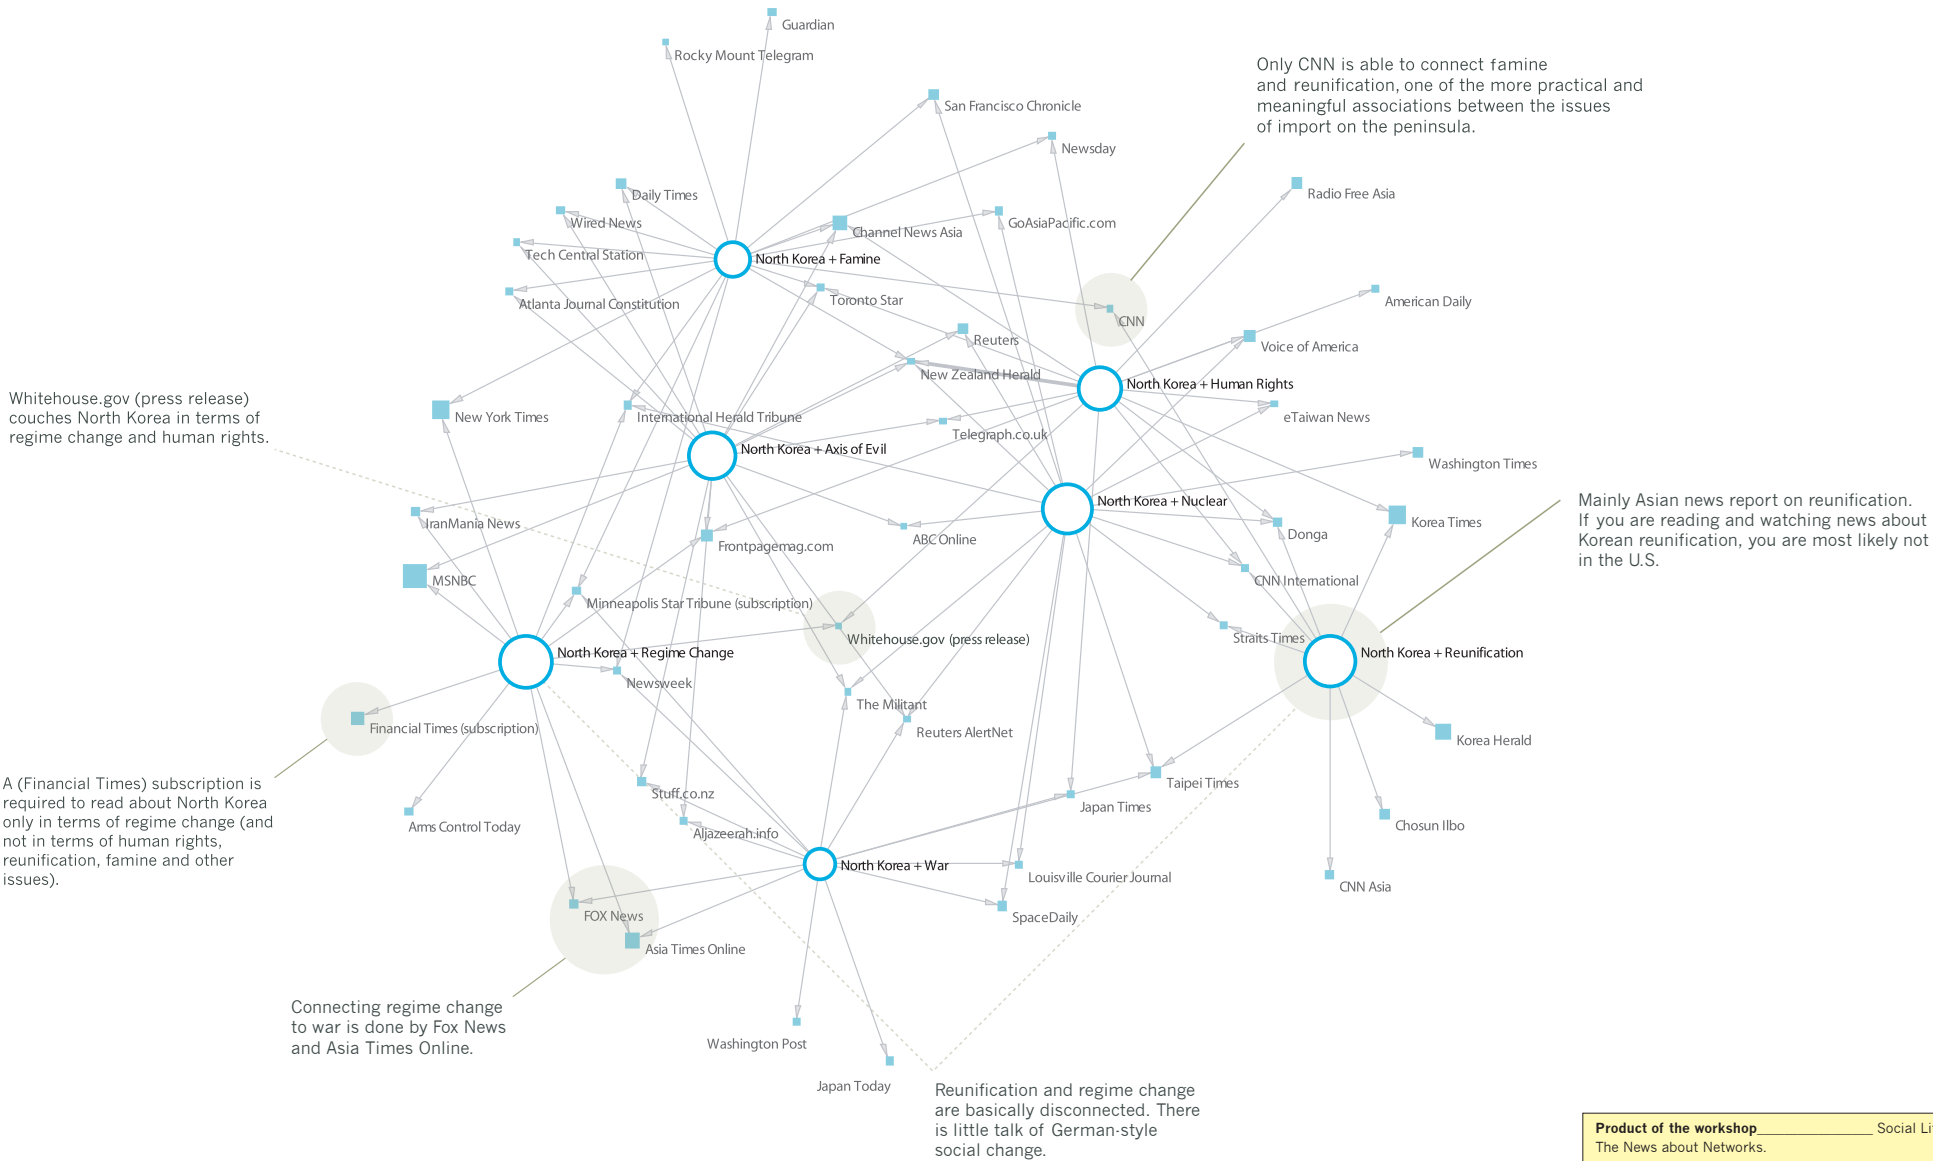 Guardian
Rocky Mount Telegram
Only CNN is able to connect famine
and reunification, one of the more practical and
meaningful associations between the issues
of import on the peninsula.
San Francisco Chronicle
Newsday
Daily Times
Radio Free Asia
Wired News
GoAsiaPacific.com
Channel News Asia
Tech Central Station
North Korea + Famine
Atlanta Journal Constitution
Toronto Star
American Daily
CNN
Reuters
Voice of America
New Zealand Herald
North Korea + Human Rights
Whitehouse.gov (press release)
couches North Korea in terms of
regime change and human rights.
New York Times
International Herald Tribune
eTaiwan News
Telegraph.co.uk
North Korea + Axis of Evil
Washington Times
North Korea + Nuclear
Mainly Asian news report on reunification.
If you are reading and watching news about
Korean reunification, you are most likely not
in the U.S.
IranMania News
Korea Times
Donga
ABC Online
Frontpagemag.com
MSNBC
CNN International
Minneapolis Star Tribune (subscription)
Whitehouse.gov (press release)
Straits Times
North Korea + Regime Change
North Korea + Reunification
Newsweek
The Militant
Financial Times (subscription)
Reuters AlertNet
Korea Herald
A (Financial Times) subscription is
required to read about North Korea
only in terms of regime change (and
not in terms of human rights,
reunification, famine and other
issues).
Taipei Times
Stuff.co.nz
Japan Times
Arms Control Today
Aljazeerah.info
Chosun Ilbo
North Korea + War
Louisville Courier Journal
CNN Asia
FOX News
SpaceDaily
Asia Times Online
Connecting regime change
to war is done by Fox News
and Asia Times Online.
Washington Post
Japan Today
Reunification and regime change
are basically disconnected. There
is little talk of German-style
social change.
Product of the workshop________________ Social Li
The News about Networks.